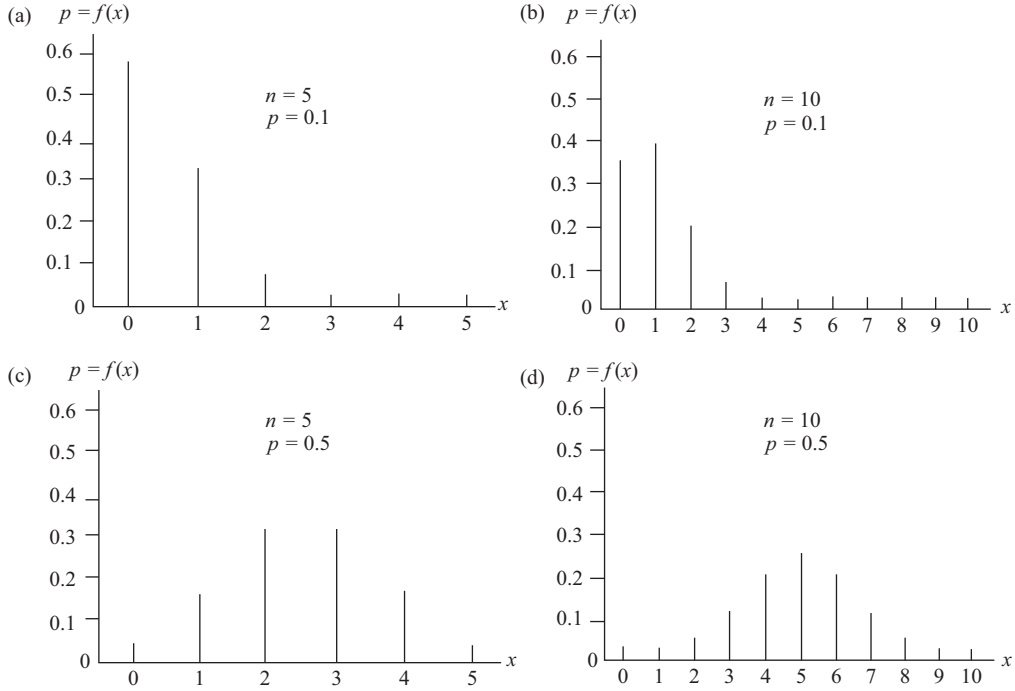 (a) p = f(x)
0.6
0.5
0.4
0.3
0.2
0.1
0
n = 5
p = 0.1
x
0 1 2 3 4 5
(b) p = f(x)
0.6
0.5
0.4
0.3
0.2
0.1
0
n = 10
p = 0.1
x
0 1 2 3 4 5 6 7 8 9 10
(c) p = f(x)
0.6
0.5
0.4
0.3
0.2
0.1
0
n = 5
p = 0.5
x
0 1 2 3 4 5
(d) p = f(x)
0.6
0.5
0.4
0.3
0.2
0.1
0
n = 10
p = 0.5
x
0 1 2 3 4 5 6 7 8 9 10